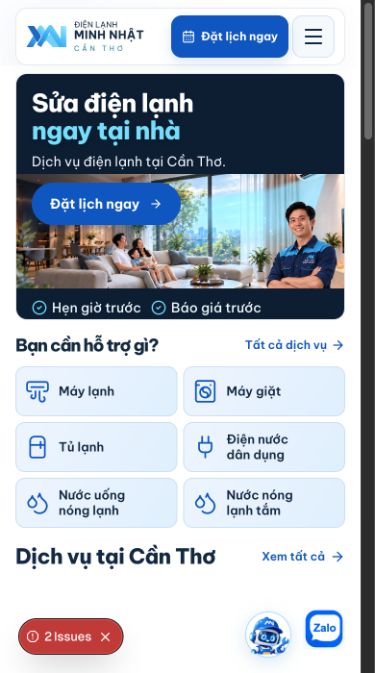 ĐIỆN LẠNH
MINH NHẬT
CẦN THƠ
Đặt lịch ngay
Sửa điện lạnh
ngay tại nhà
Dịch vụ điện lạnh tại Cần Thơ.
Đặt lịch ngay →
Hẹn giờ trước
Báo giá trước
Bạn cần hỗ trợ gì?
Tất cả dịch vụ →
Máy lạnh
Máy giặt
Tủ lạnh
Điện nước
dân dụng
Nước uống
nóng lạnh
Nước nóng
lạnh tắm
Dịch vụ tại Cần Thơ
Xem tất cả →
2 Issues ×
Zalo